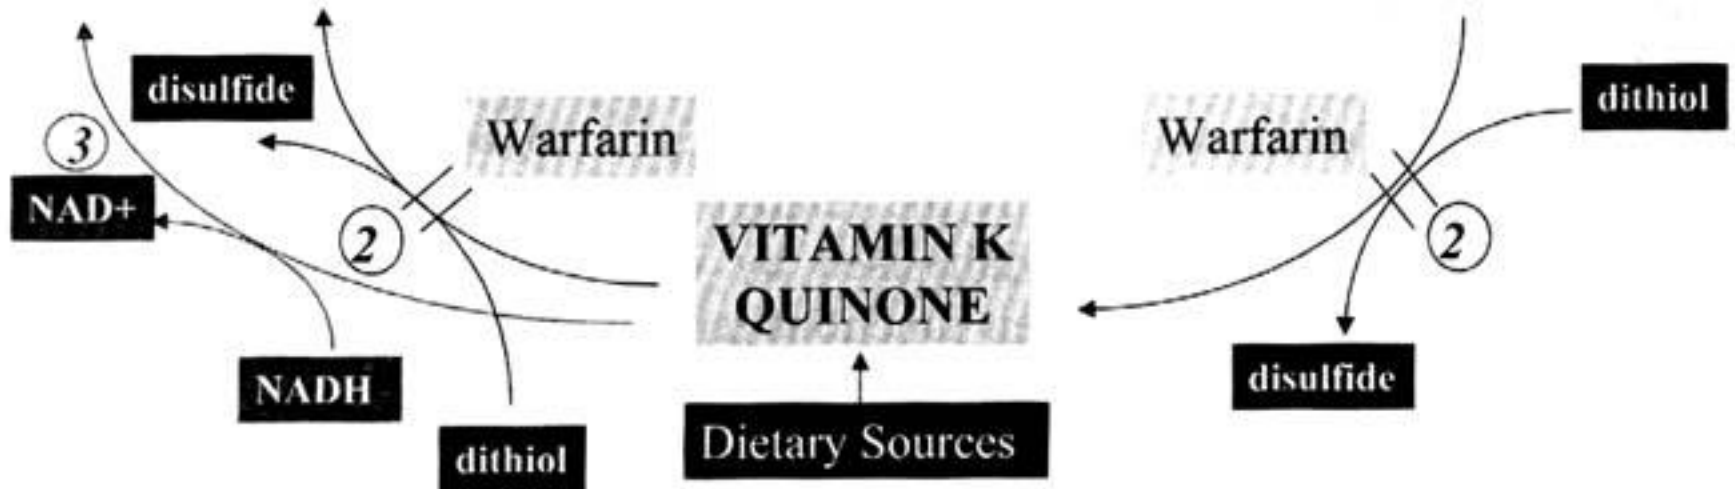 disulfide
dithiol
Warfarin
Warfarin
3
NAD+
2
VITAMIN K
QUINONE
2
NADH
disulfide
Dietary Sources
dithiol